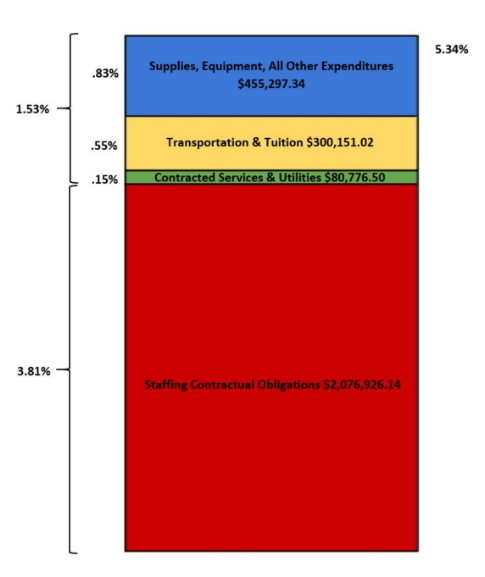 5.34%
Supplies, Equipment, All Other Expenditures
$455,297.34
.83%
1.53%
.55%
Transportation & Tuition $300,151.02
.15%
Contracted Services & Utilities $80,776.50
3.81%
Staffing Contractual Obligations $2,076,926.14